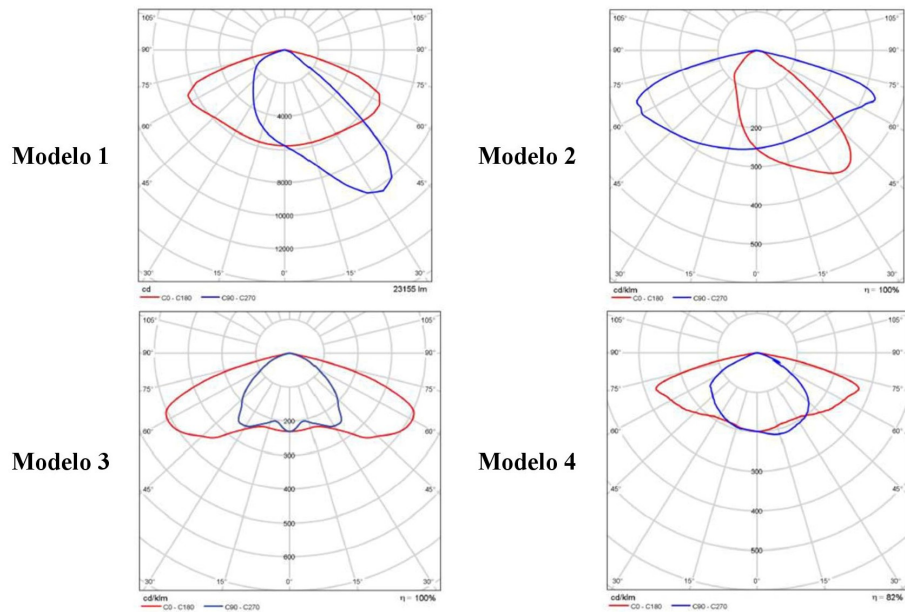 Modelo 1
105° 105°
90° 90°
75° 75°
60° 60°
45° 45°
4000
8000
10000
12000
30° 15° 0° 15° 30°
cd 23155 lm
C0 - C180 C90 - C270
Modelo 2
105° 105°
90° 90°
75° 75°
60° 60°
45° 45°
200
300
400
500
30° 15° 0° 15° 30°
cd/klm η = 100%
C0 - C180 C90 - C270
Modelo 3
105° 105°
90° 90°
75° 75°
60° 60°
45° 45°
200
300
400
500
600
30° 15° 0° 15° 30°
cd/klm η = 100%
C0 - C180 C90 - C270
Modelo 4
105° 105°
90° 90°
75° 75°
60° 60°
45° 45°
300
400
500
30° 15° 0° 15° 30°
cd/klm η = 82%
C0 - C180 C90 - C270